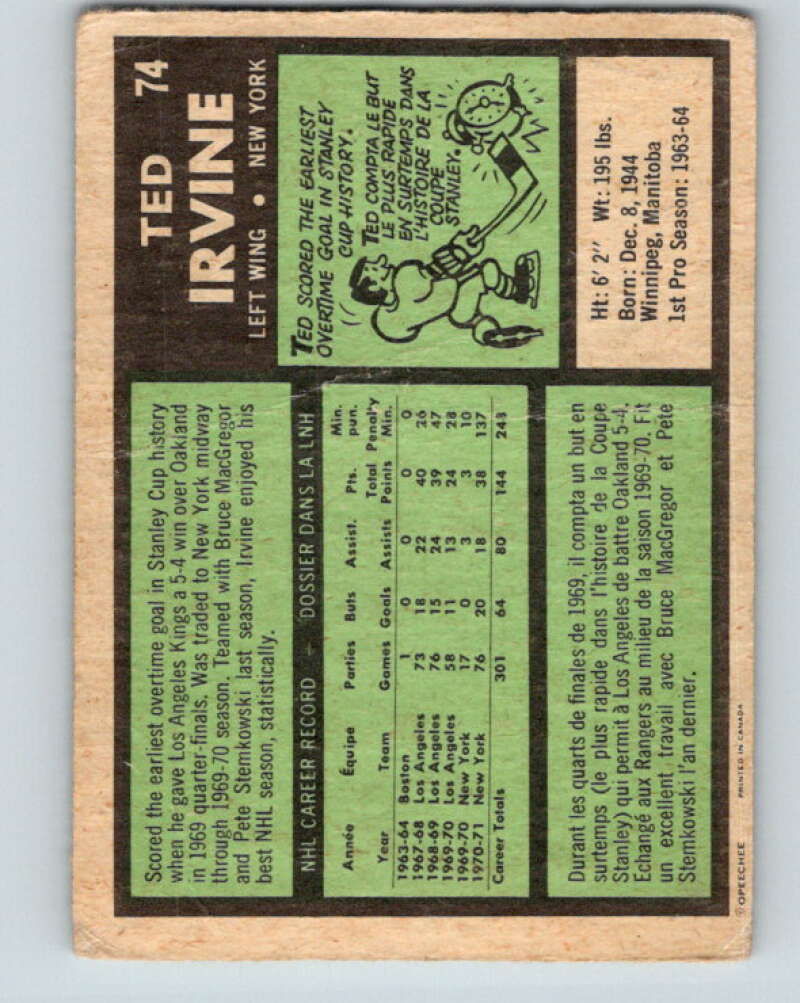 TED 74
IRVINE
LEFT WING • NEW YORK
TED SCORED THE EARLIEST
OVERTIME GOAL IN STANLEY
CUP HISTORY.
TED COMPTA LE BUT
LE PLUS RAPIDE
EN SURTEMPS DANS
L'HISTOIRE DE LA
COUPE
STANLEY.
Ht: 6' 2" Wt: 195 lbs.
Born: Dec. 8, 1944
Winnipeg, Manitoba
1st Pro Season: 1963-64
Scored the earliest overtime goal in Stanley Cup history
when he gave Los Angeles Kings a 5-4 win over Oakland
in 1969 quarter-finals. Was traded to New York midway
through 1969-70 season. Teamed with Bruce MacGregor
and Pete Stemkowski last season, Irvine enjoyed his
best NHL season, statistically.
NHL CAREER RECORD – DOSSIER DANS LA LNH
Année Équipe Parties Buts Assist. Pts. Min. pun.
Year Team Games Goals Assists Total Points Penal'y Min.
1963-64 Boston 1 0 0 0 0
1967-68 Los Angeles 73 18 22 40 26
1968-69 Los Angeles 76 15 24 39 47
1969-70 Los Angeles 58 11 13 24 28
1969-70 New York 17 0 3 3 10
1970-71 New York 76 20 18 38 137
Career Totals 301 64 80 144 248
Durant les quarts de finales de 1969, il compta un but en
surtemps (le plus rapide dans l'histoire de la Coupe
Stanley) qui permit à Los Angeles de battre Oakland 5-4.
Echangé aux Rangers au milieu de la saison 1969-70. Fit
un excellent travail avec Bruce MacGregor et Pete
Stemkowski l'an dernier.
©OPEECHEE PRINTED IN CANADA